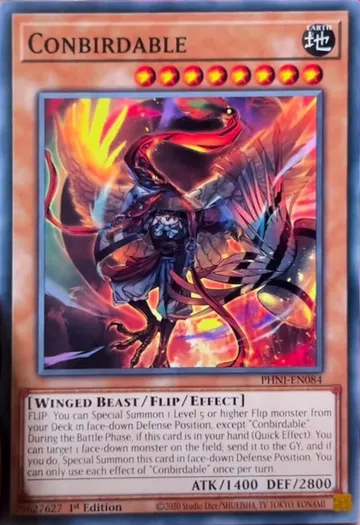 CONBIRDABLE
EARTH
地
PHNI-EN084
[WINGED BEAST/FLIP/EFFECT]
FLIP: You can Special Summon 1 Level 5 or higher Flip monster from
your Deck in face-down Defense Position, except "Conbirdable".
During the Battle Phase, if this card is in your hand (Quick Effect): You
can target 1 face-down monster on the field; send it to the GY, and if
you do, Special Summon this card in face-down Defense Position. You
can only use each effect of "Conbirdable" once per turn.
ATK/1400 DEF/2800
79627627 1st Edition ©2020 Studio Dice/SHUEISHA, TV TOKYO, KONAMI